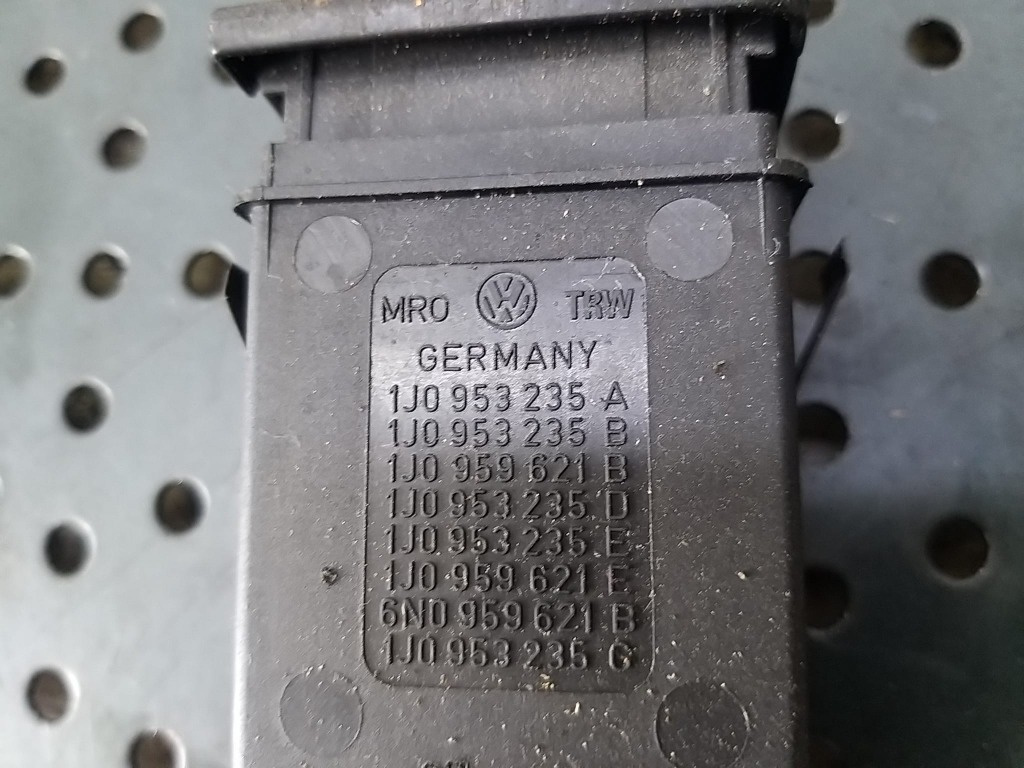 MRO VW TRW
GERMANY
1J0 953 235 A
1J0 953 235 B
1J0 959 621 B
1J0 953 235 D
1J0 953 235 E
1J0 959 621 E
6N0 959 621 B
1J0 953 235 G